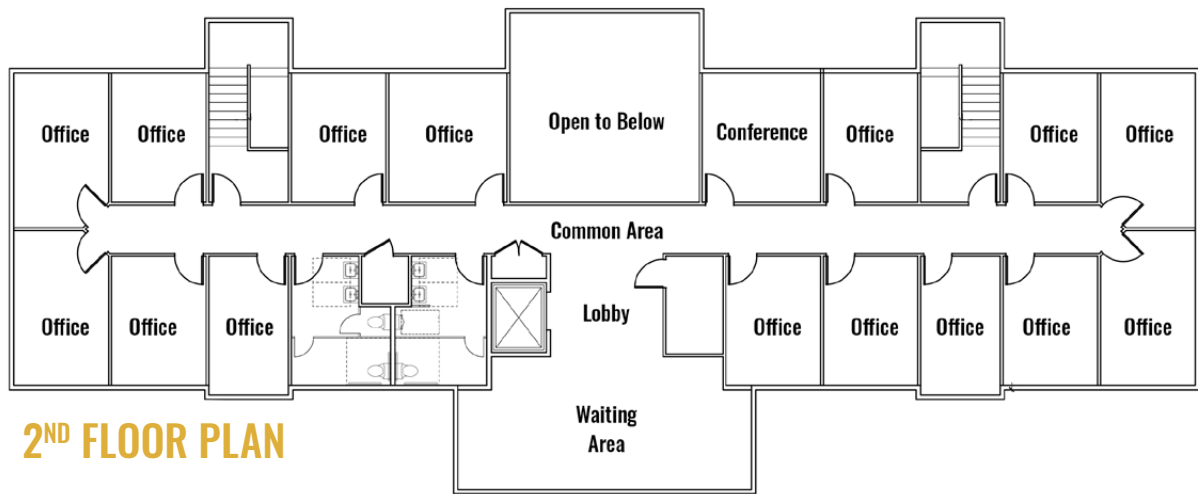 Office
Office
Office
Office
Open to Below
Conference
Office
Office
Office
Common Area
Office
Office
Office
Lobby
Office
Office
Office
Office
Office
Waiting
Area
2ND FLOOR PLAN